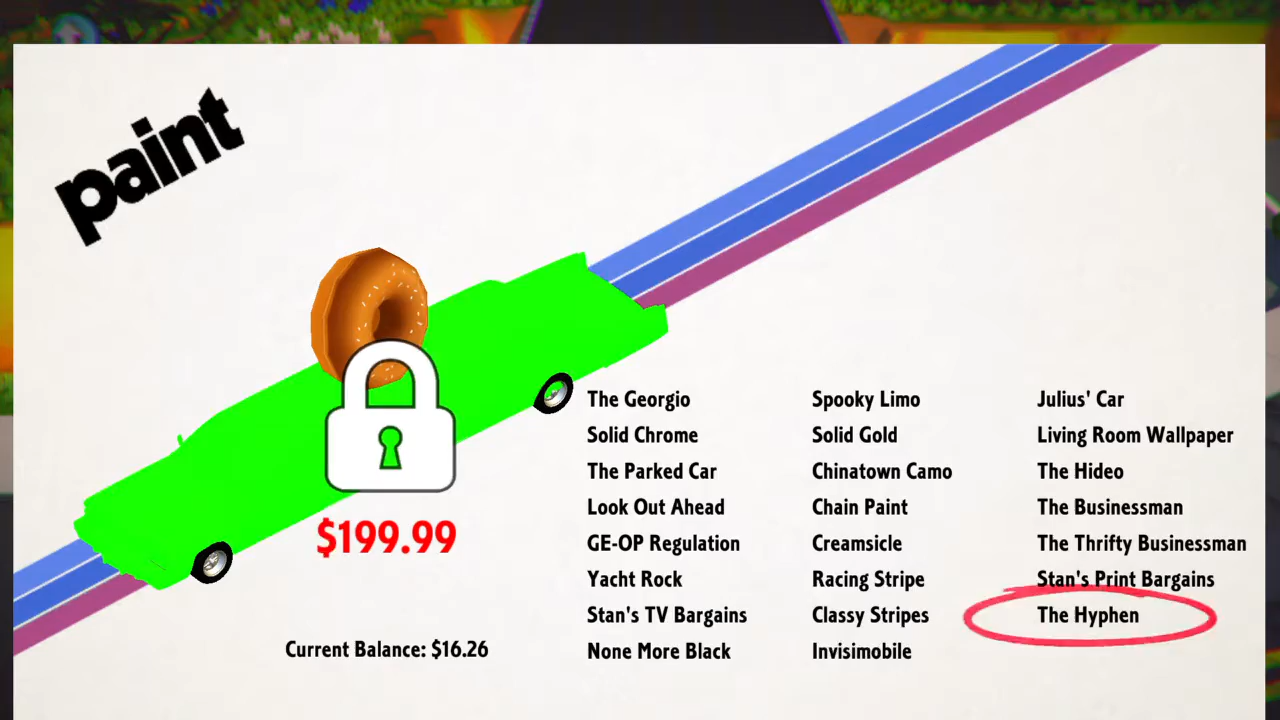 paint
$199.99
Current Balance: $16.26
The Georgio
Solid Chrome
The Parked Car
Look Out Ahead
GE-OP Regulation
Yacht Rock
Stan's TV Bargains
None More Black
Spooky Limo
Solid Gold
Chinatown Camo
Chain Paint
Creamsicle
Racing Stripe
Classy Stripes
Invisimobile
Julius' Car
Living Room Wallpaper
The Hideo
The Businessman
The Thrifty Businessman
Stan's Print Bargains
The Hyphen